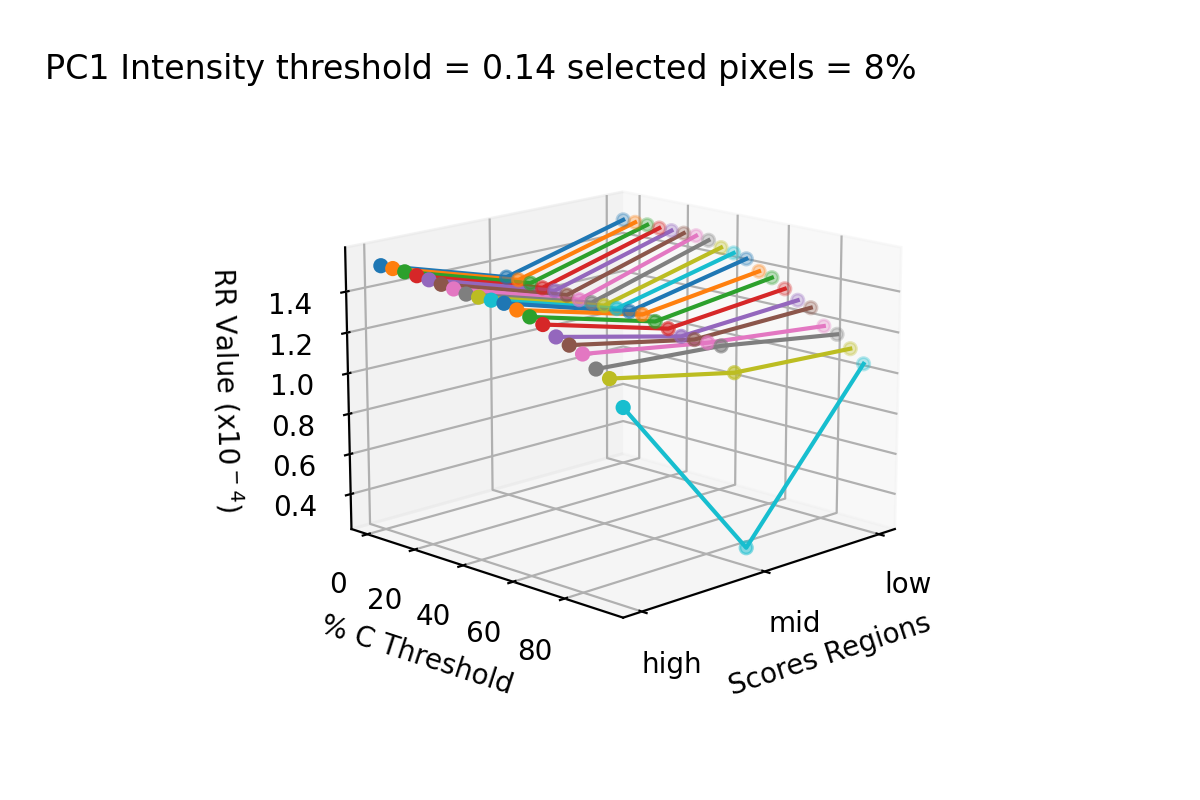 PC1 Intensity threshold = 0.14 selected pixels = 8%
RR Value (x10⁻⁴)
1.4
1.2
1.0
0.8
0.6
0.4
0
20
40
60
80
% C Threshold
high
mid
low
Scores Regions